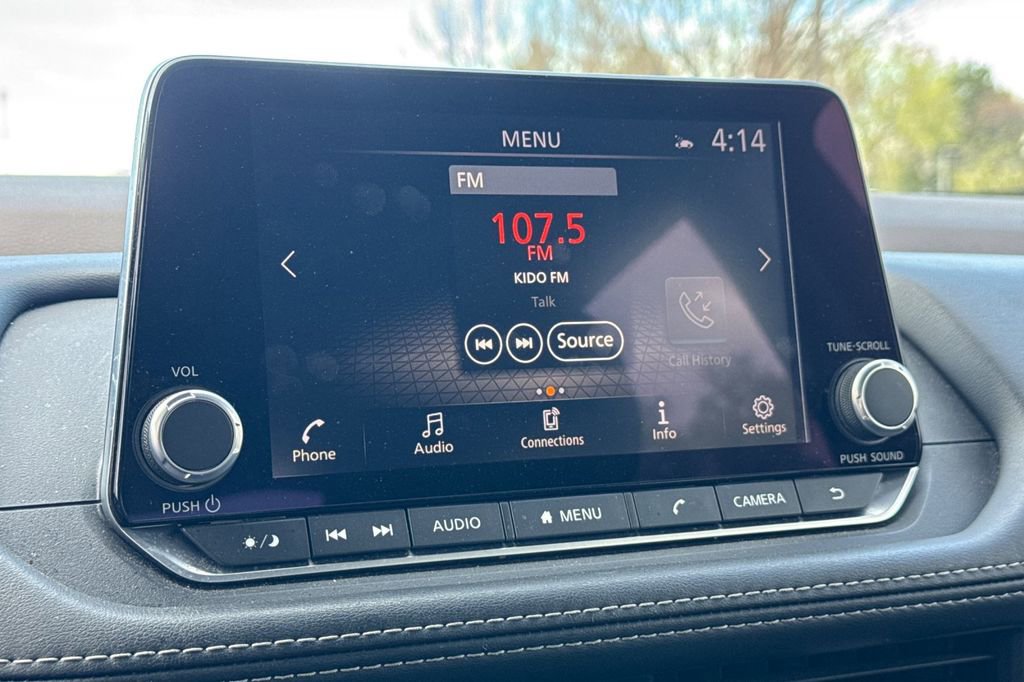 MENU
4:14
FM
107.5
FM
KIDO FM
Talk
Source
Call History
Phone
Audio
Connections
Info
Settings
VOL
PUSH
TUNE·SCROLL
PUSH SOUND
AUDIO
MENU
CAMERA